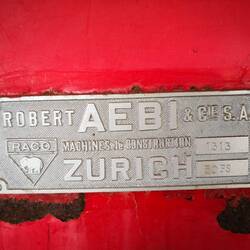 ROBERT AEBI & CIE S.A.
RACO
MACHINES DE CONSTRUCTION
1313
ZURICH